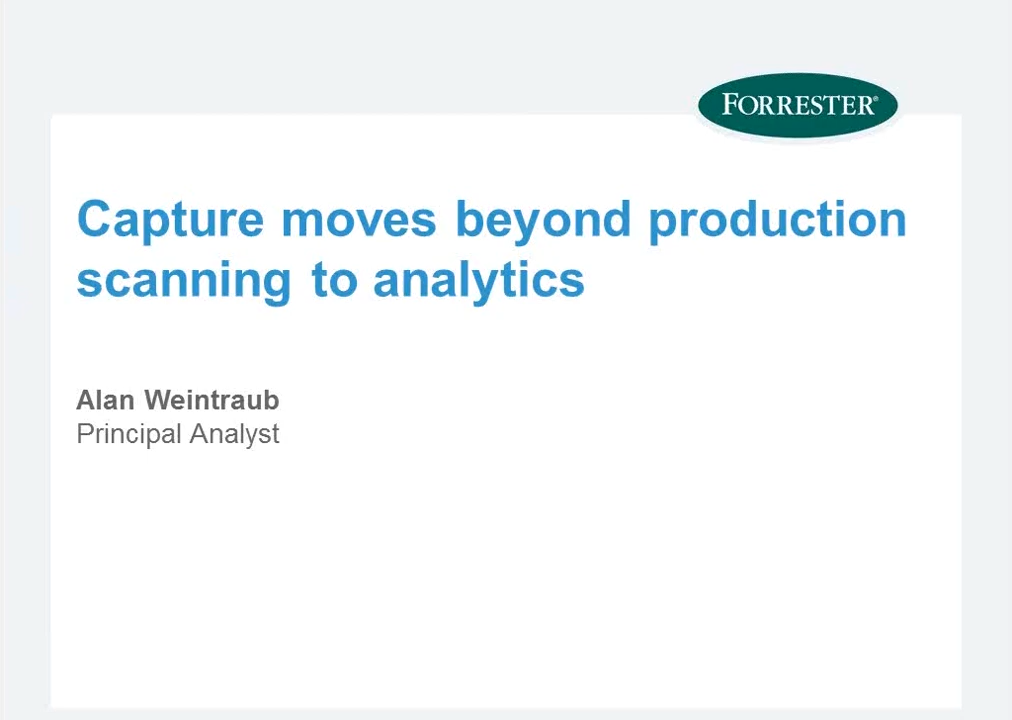 FORRESTER®
Capture moves beyond production
scanning to analytics
Alan Weintraub
Principal Analyst